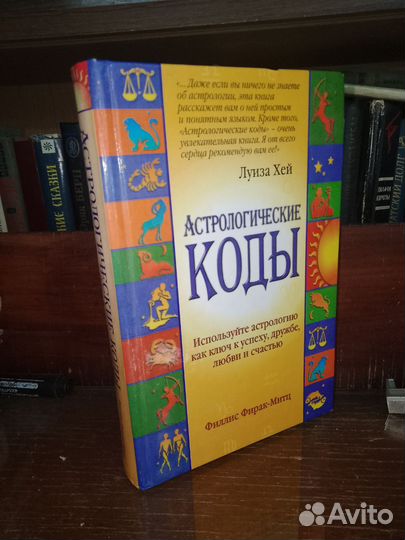 «...Даже если вы ничего не знаете
об астрологии, эта книга
расскажет вам о ней простым
и понятным языком. Кроме того,
«Астрологические коды» – очень
увлекательная книга. Я от всего
сердца рекомендую вам ее!»
Луиза Хей
АСТРОЛОГИЧЕСКИЕ
КОДЫ
Используйте астрологию
как ключ к успеху, дружбе,
любви и счастью
Филлис Фирак-Митц
АСТРОЛОГИЧЕСКИЕ
СКАЗКИ
Avito